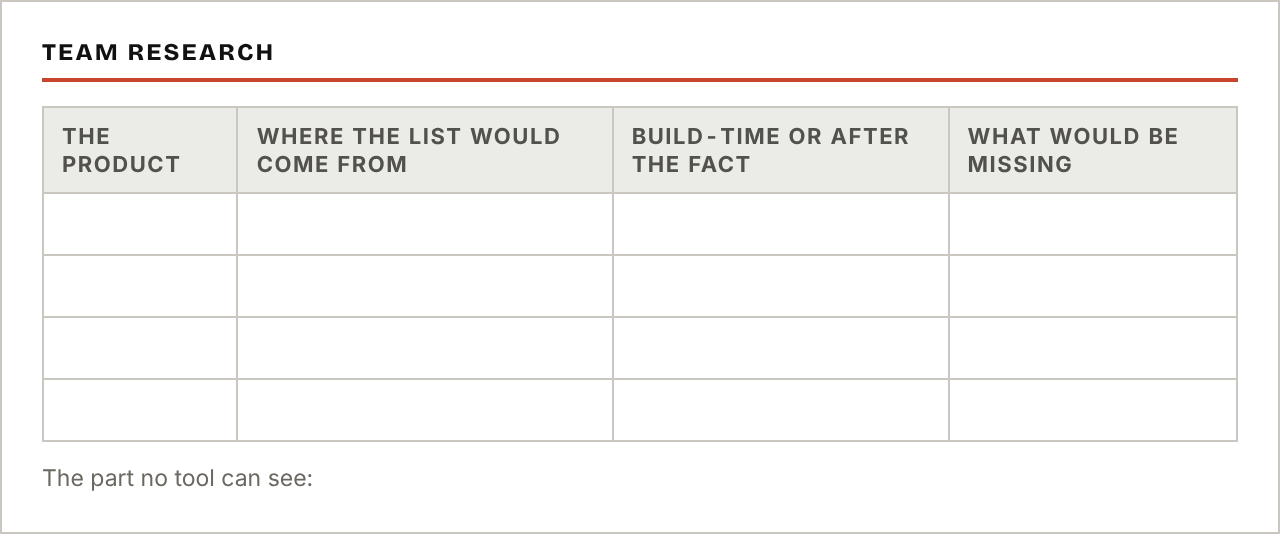 TEAM RESEARCH
THE
PRODUCT
WHERE THE LIST WOULD
COME FROM
BUILD-TIME OR AFTER
THE FACT
WHAT WOULD BE
MISSING
The part no tool can see: